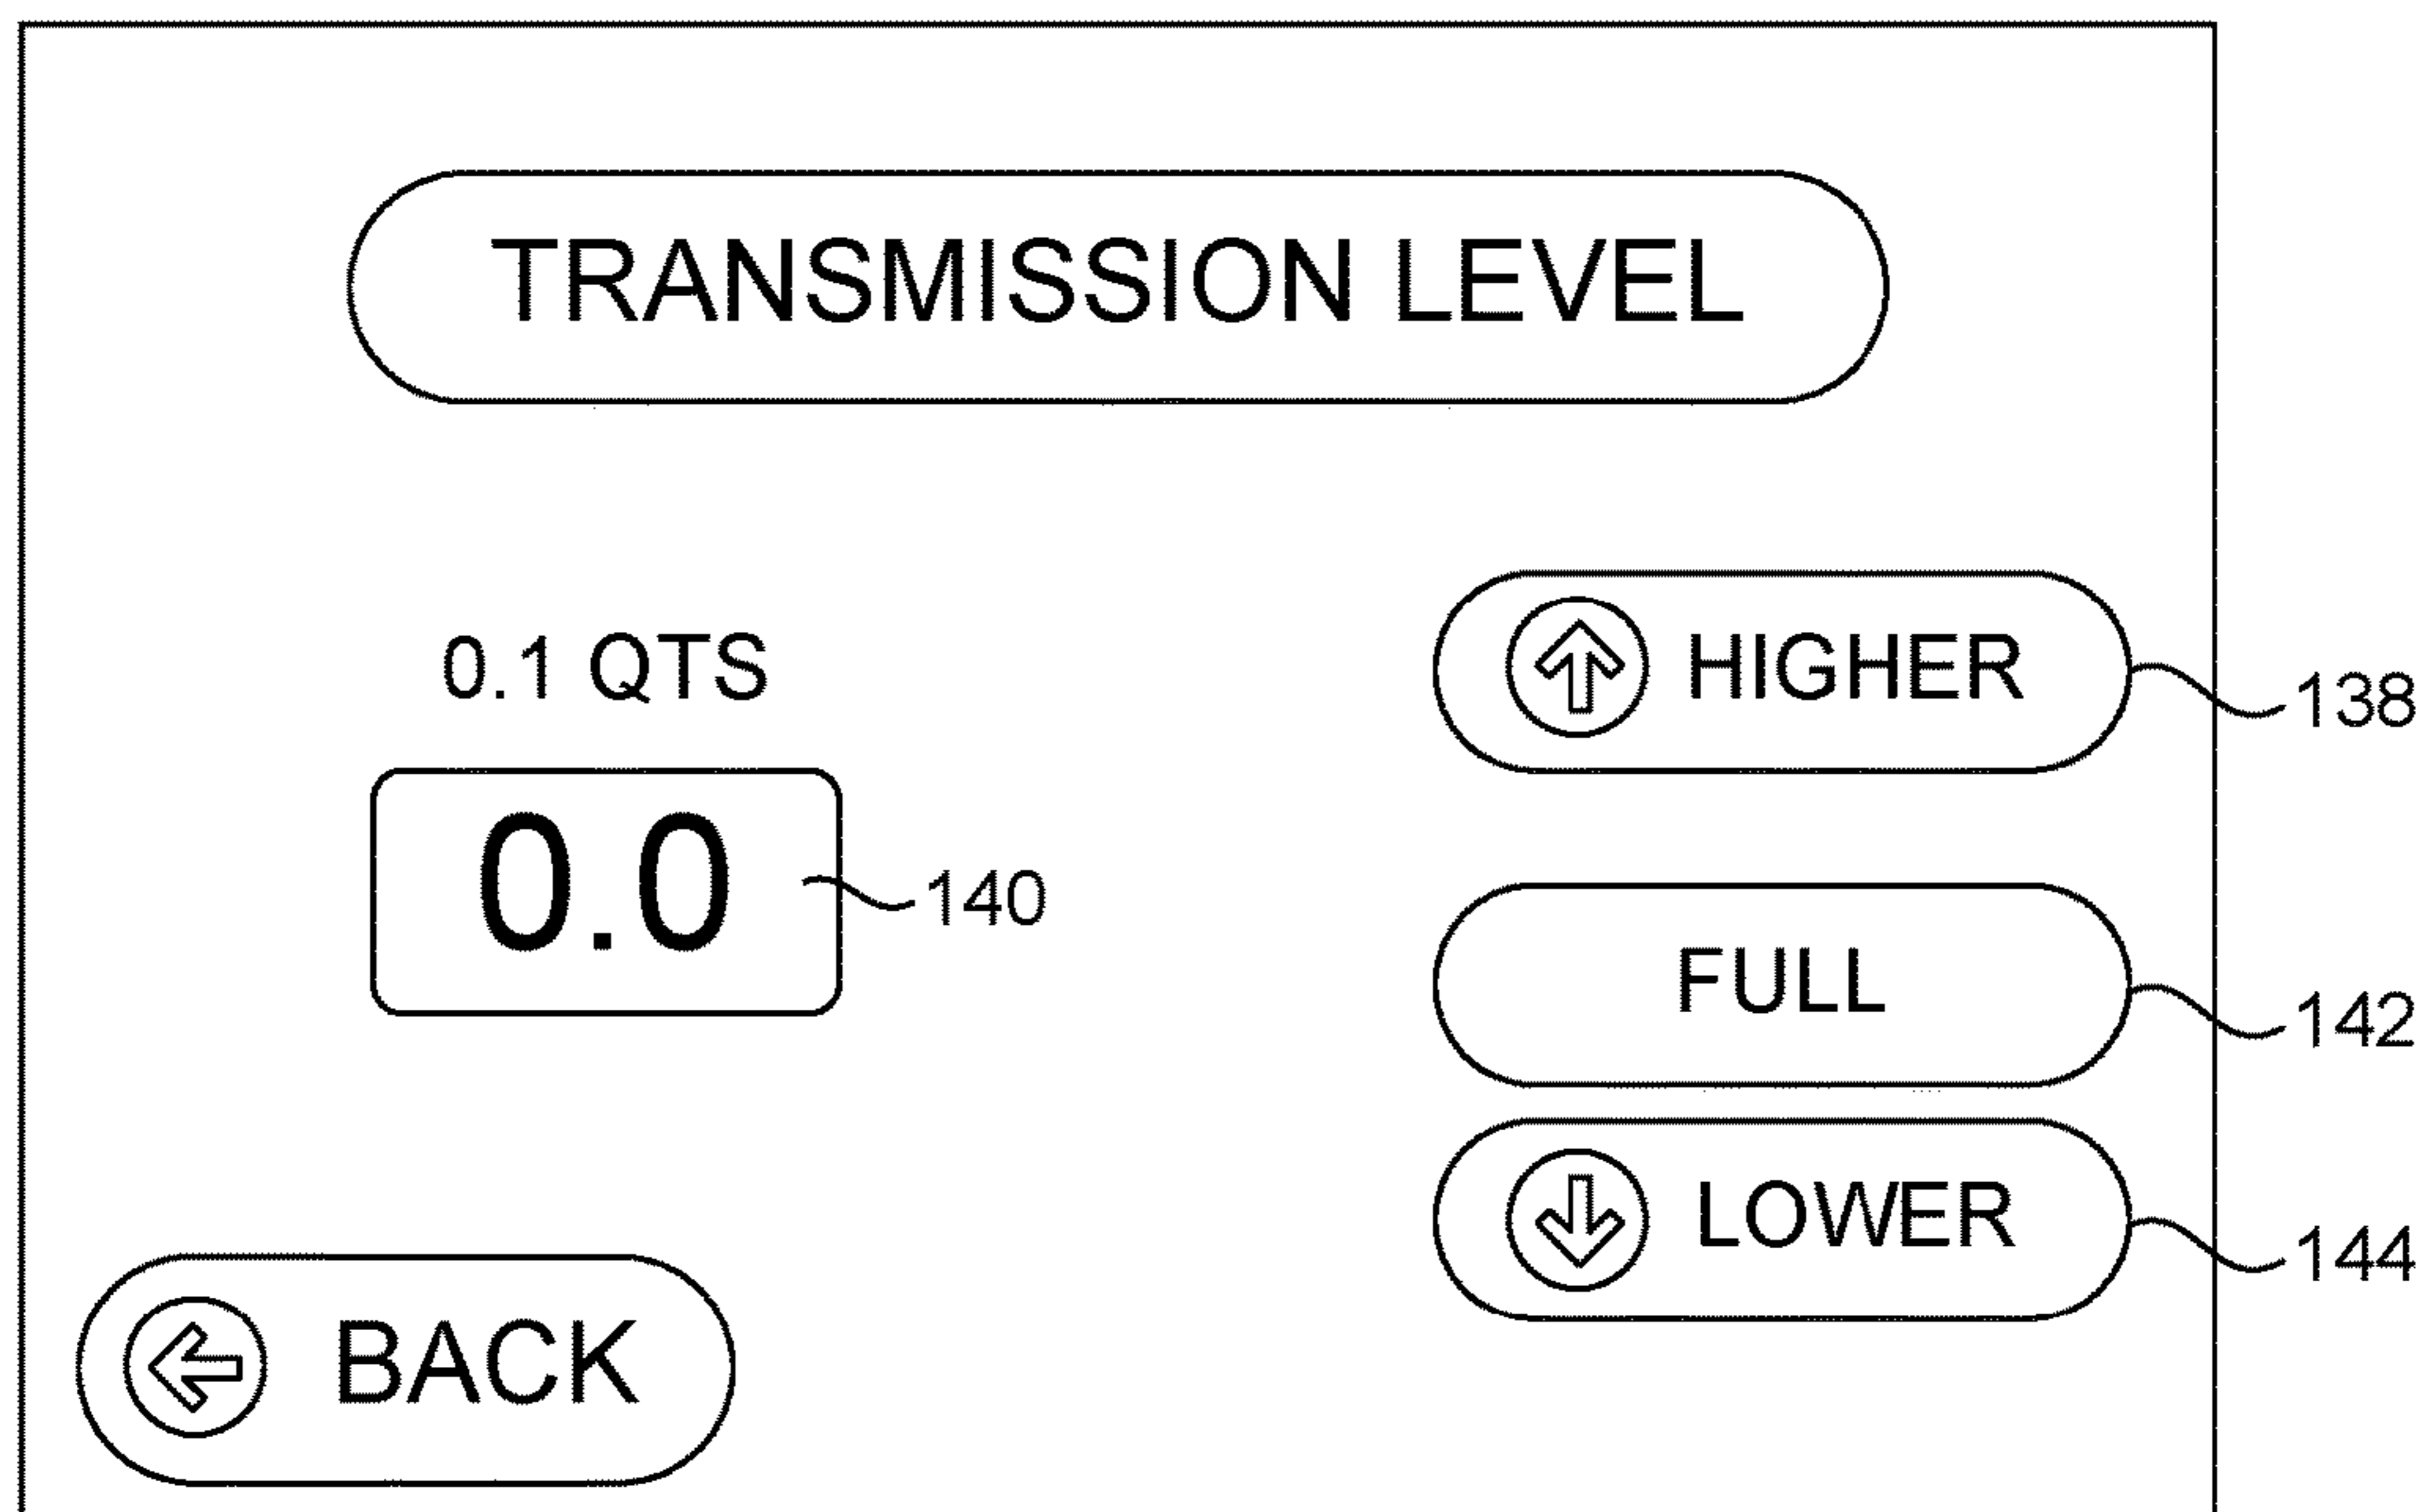 TRANSMISSION LEVEL
0.1 QTS
HIGHER
138
0.0
140
FULL
142
LOWER
144
BACK